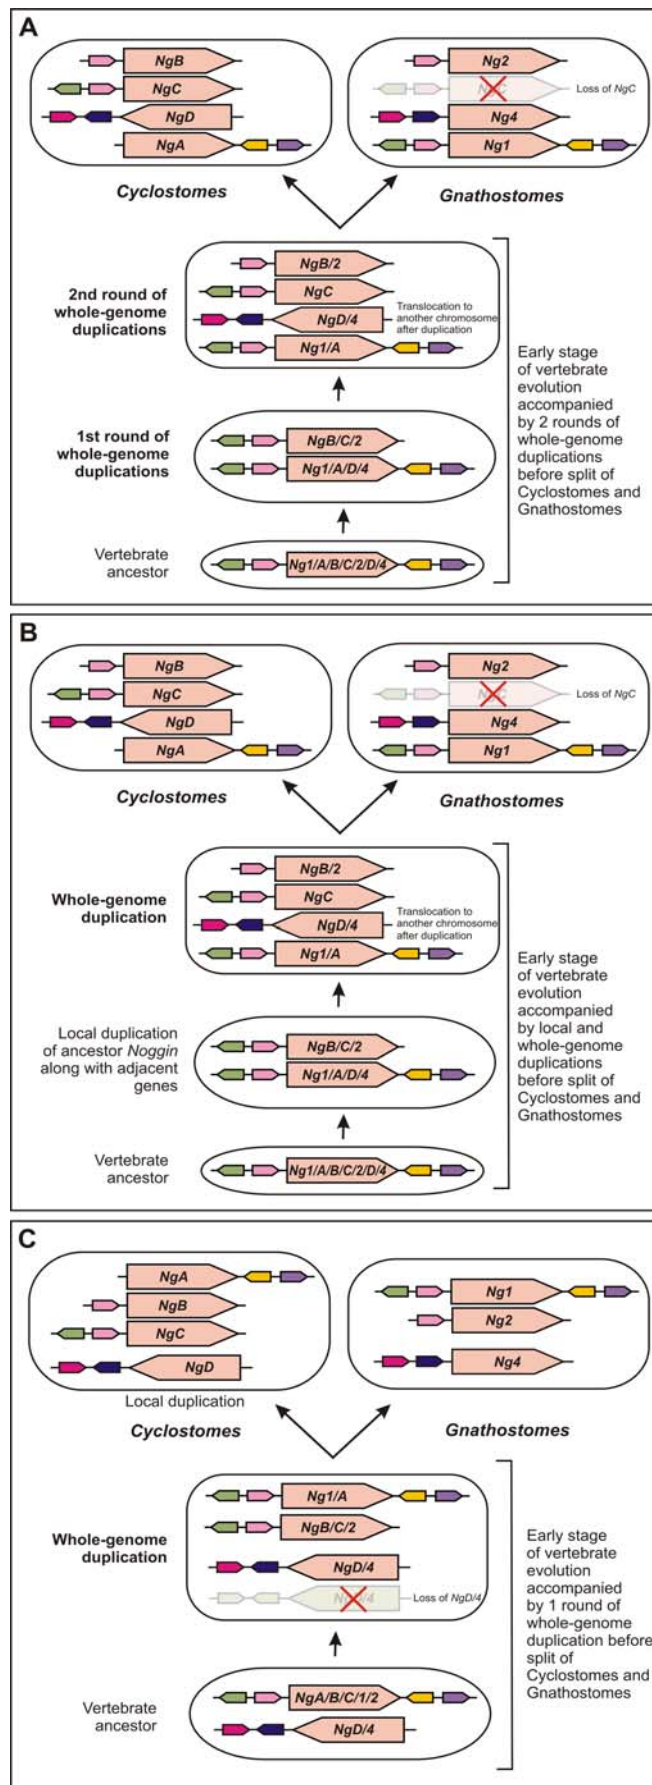 A
NgB
NgC
NgD
NgA
Ng2
Loss of NgC
Ng4
Ng1
Cyclostomes
Gnathostomes
2nd round of
whole-genome
duplications
NgB/2
NgC
NgD/4
Ng1/A
Translocation to
another chromosome
after duplication
1st round of
whole-genome
duplications
NgB/C/2
Ng1/A/D/4
Vertebrate
ancestor
Ng1/A/B/C/2/D/4
Early stage
of vertebrate
evolution
accompanied
by 2 rounds of
whole-genome
duplications
before split of
Cyclostomes and
Gnathostomes
B
NgB
NgC
NgD
NgA
Ng2
Loss of NgC
Ng4
Ng1
Cyclostomes
Gnathostomes
Whole-genome
duplication
NgB/2
NgC
NgD/4
Ng1/A
Translocation to
another chromosome
after duplication
Local duplication
of ancestor Noggin
along with adjacent
genes
NgB/C/2
Ng1/A/D/4
Vertebrate
ancestor
Ng1/A/B/C/2/D/4
Early stage
of vertebrate
evolution
accompanied
by local and
whole-genome
duplications
before split of
Cyclostomes and
Gnathostomes
C
NgA
NgB
NgC
NgD
Local duplication
Ng1
Ng2
Ng4
Cyclostomes
Gnathostomes
Whole-genome
duplication
Ng1/A
NgB/C/2
NgD/4
Loss of NgD/4
Vertebrate
ancestor
NgA/B/C/1/2
NgD/4
Early stage
of vertebrate
evolution
accompanied
by 1 round of
whole-genome
duplication before
split of
Cyclostomes and
Gnathostomes